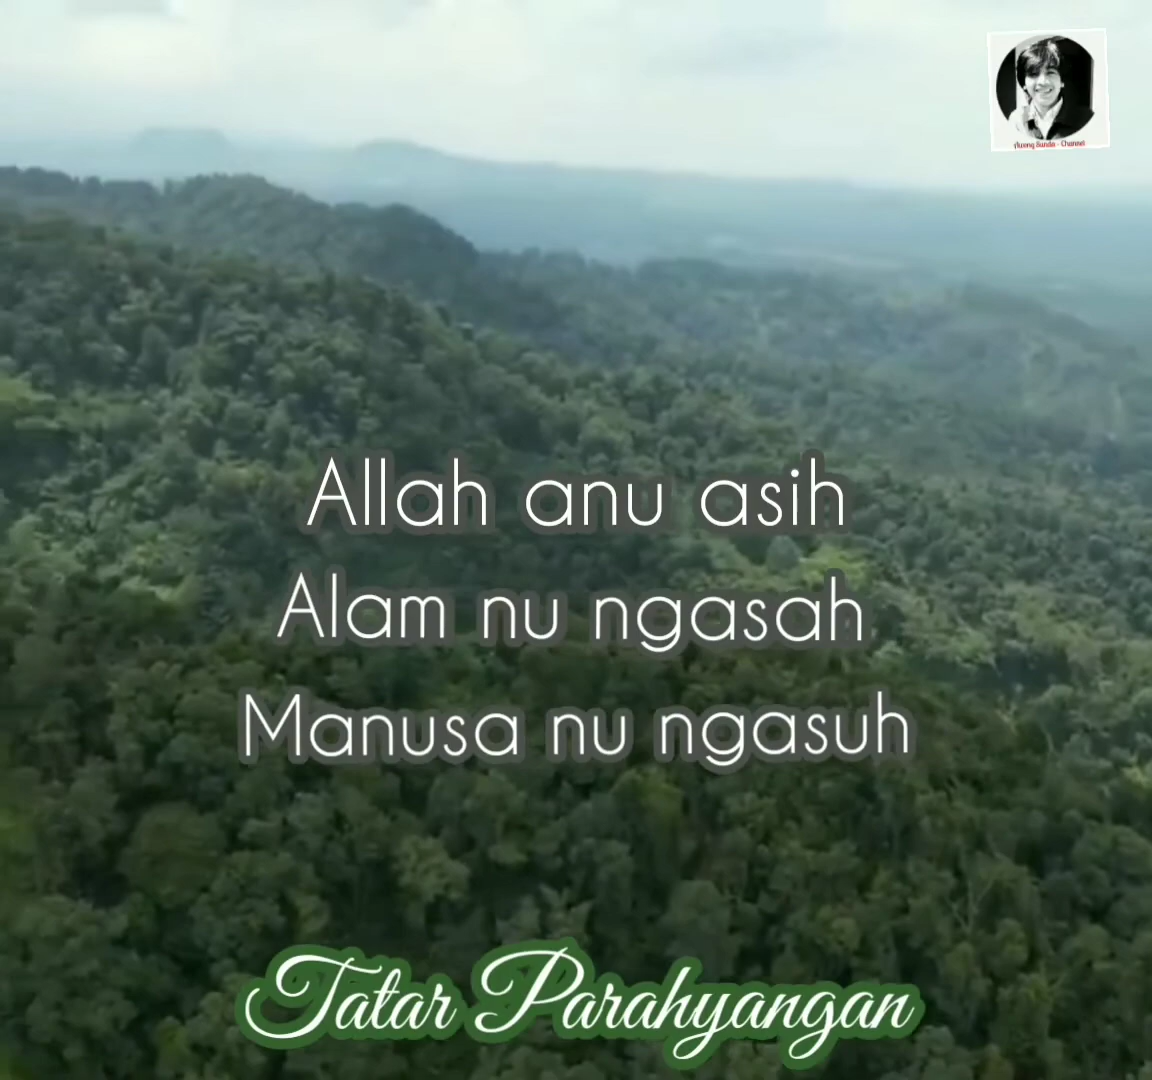 Allah anu asih
Alam nu ngasah
Manusa nu ngasuh
Tatar Parahyangan